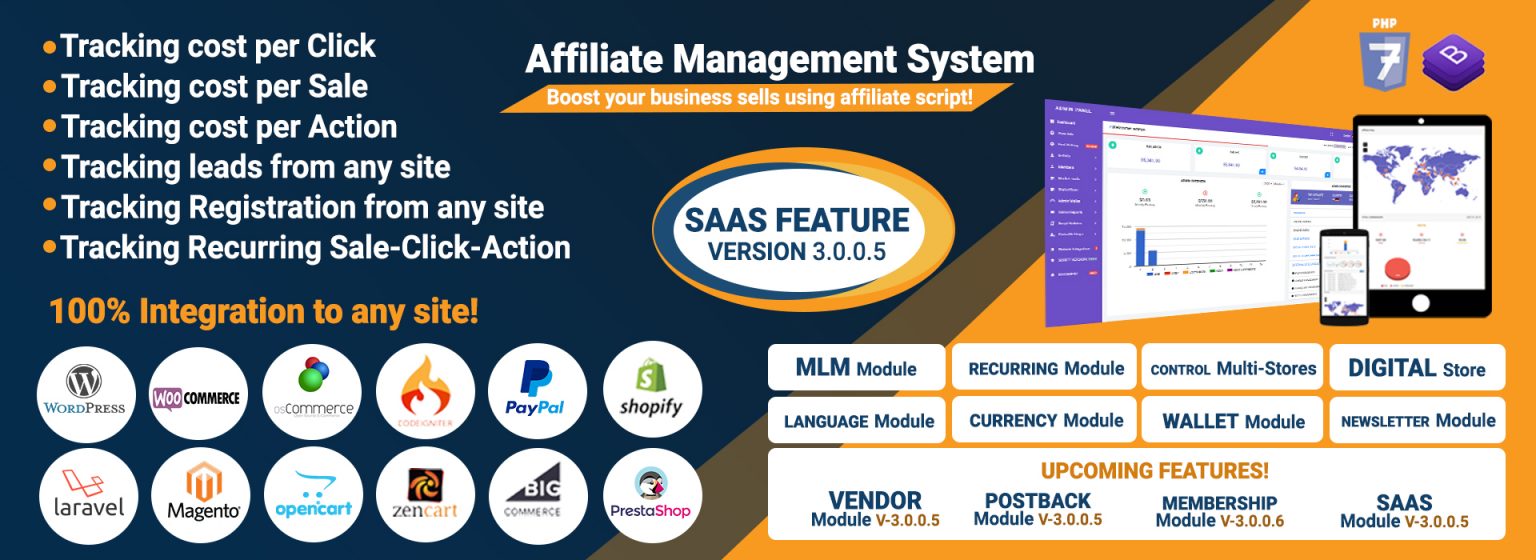 Tracking cost per Click
Tracking cost per Sale
Tracking cost per Action
Tracking leads from any site
Tracking Registration from any site
Tracking Recurring Sale-Click-Action
100% Integration to any site!
WORDPRESS
WOO COMMERCE
osCommerce
CODEIGNITER
PayPal
shopify
laravel
Magento
opencart
zencart
BIG
COMMERCE
PrestaShop
Affiliate Management System
Boost your business sells using affiliate script!
SAAS FEATURE
VERSION 3.0.0.5
PHP
7
B
ADMIN PANEL
Dashboard
MLM Module
RECURRING Module
CONTROL Multi-Stores
DIGITAL Store
LANGUAGE Module
CURRENCY Module
WALLET Module
NEWSLETTER Module
UPCOMING FEATURES!
VENDOR
Module V-3.0.0.5
POSTBACK
Module V-3.0.0.5
MEMBERSHIP
Module V-3.0.0.6
SAAS
Module V-3.0.0.5